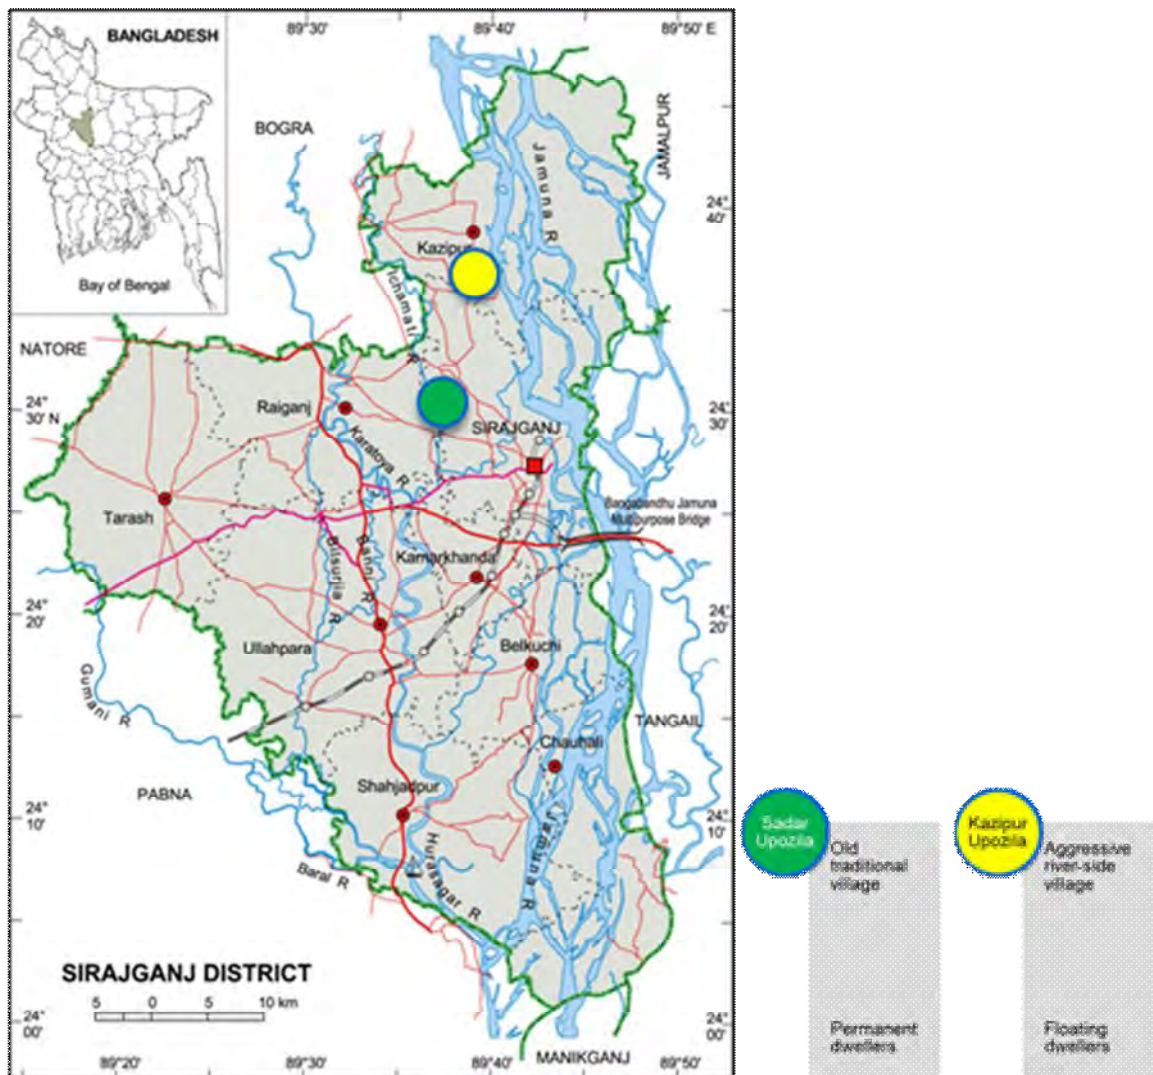 89°30'
89°40'
89°50' E
BANGLADESH
Bay of Bengal
BOGRA
JAMALPUR
Jamuna R
24°
40'
Kazipur
Ichamati R
NATORE
24°
30' N
24°
30'
Raiganj
SIRAJGANJ
Karatoya R
Tarash
Bangabandhu Jamuna
Multipurpose Bridge
Kamarkhanda
Banni R
24°
20'
24°
20'
Ullahpara
Belkuchi
Gumani R
TANGAIL
Chauhali
PABNA
Shahjadpur
24°
10'
24°
10'
Jamuna R
Hurasagar R
Baral R
SIRAJGANJ DISTRICT
5 0 5 10 km
24°
00'
24°
00'
MANIKGANJ
89°20'
89°30'
89°40'
89°50'
Sadar
Upozila
Old
traditional
village
Permanent
dwellers
Kazipur
Upozila
Aggressive
river-side
village
Floating
dwellers